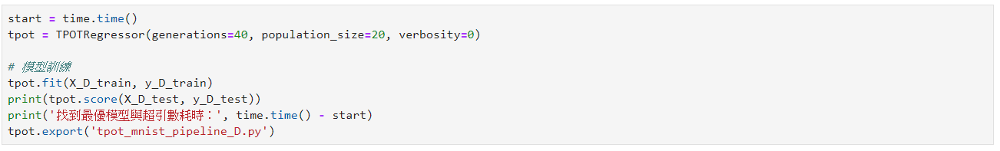 start = time.time()
tpot = TPOTRegressor(generations=40, population_size=20, verbosity=0)
# 模型訓練
tpot.fit(X_D_train, y_D_train)
print(tpot.score(X_D_test, y_D_test))
print('找到最優模型與超引數耗時：', time.time() - start)
tpot.export('tpot_mnist_pipeline_D.py')